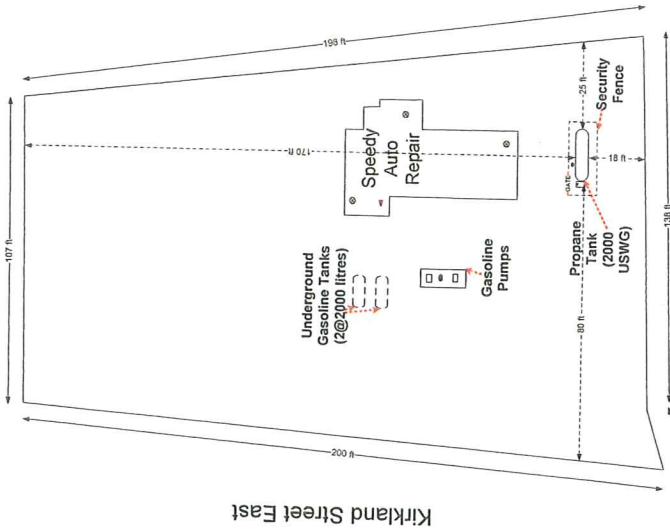 107 ft
198 ft
170 ft
Speedy
Auto
Repair
Underground
Gasoline Tanks
(2@2000 litres)
Gasoline
Pumps
25 ft
GATE
Security
Fence
18 ft
Propane
Tank
(2000
USWG)
80 ft
138 ft
200 ft
Kirkland Street East